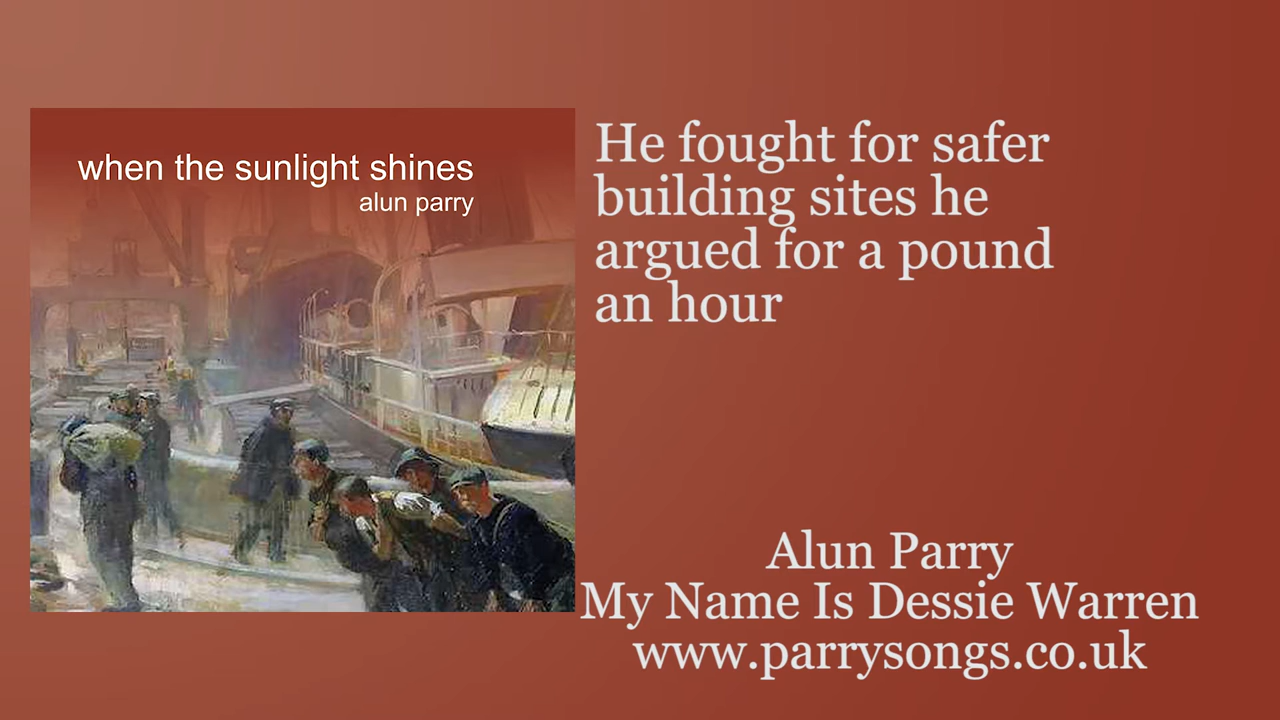 when the sunlight shines
alun parry
He fought for safer
building sites he
argued for a pound
an hour
Alun Parry
My Name Is Dessie Warren
www.parrysongs.co.uk